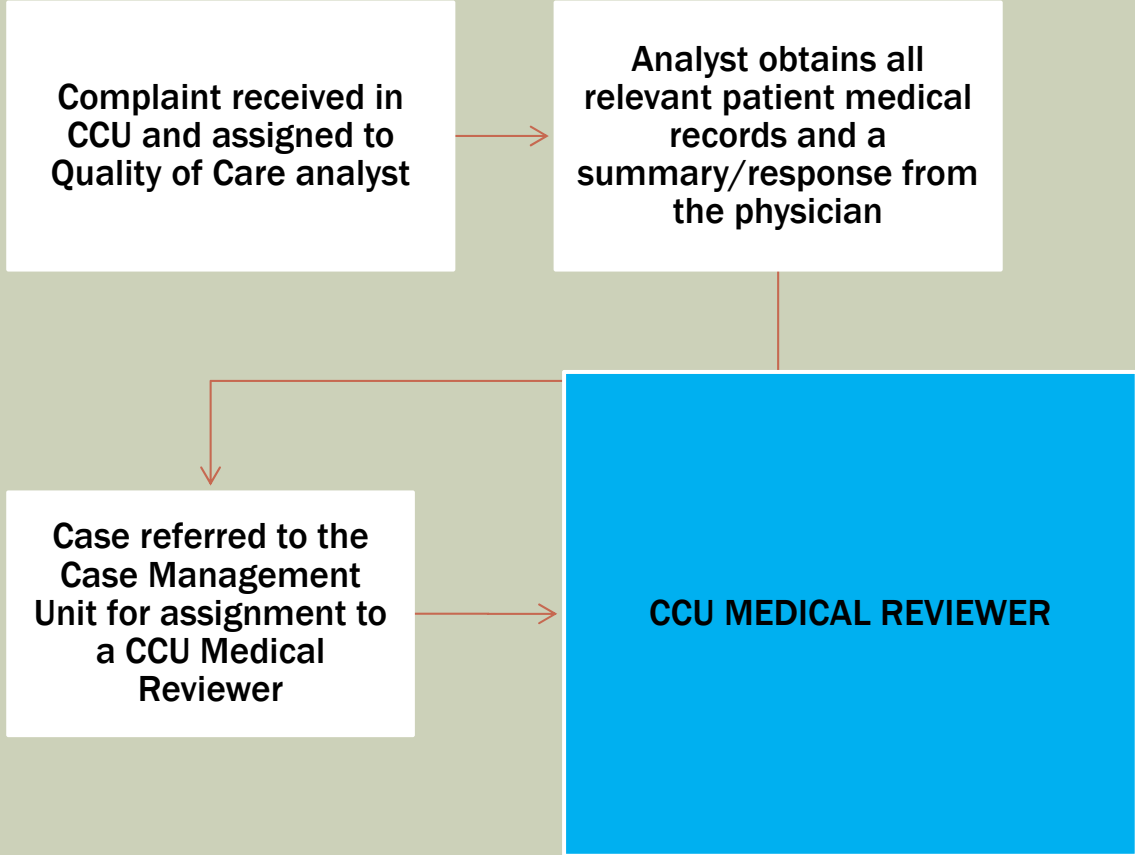 Complaint received in
CCU and assigned to
Quality of Care analyst
Analyst obtains all
relevant patient medical
records and a
summary/response from
the physician
Case referred to the
Case Management
Unit for assignment to
a CCU Medical
Reviewer
CCU MEDICAL REVIEWER